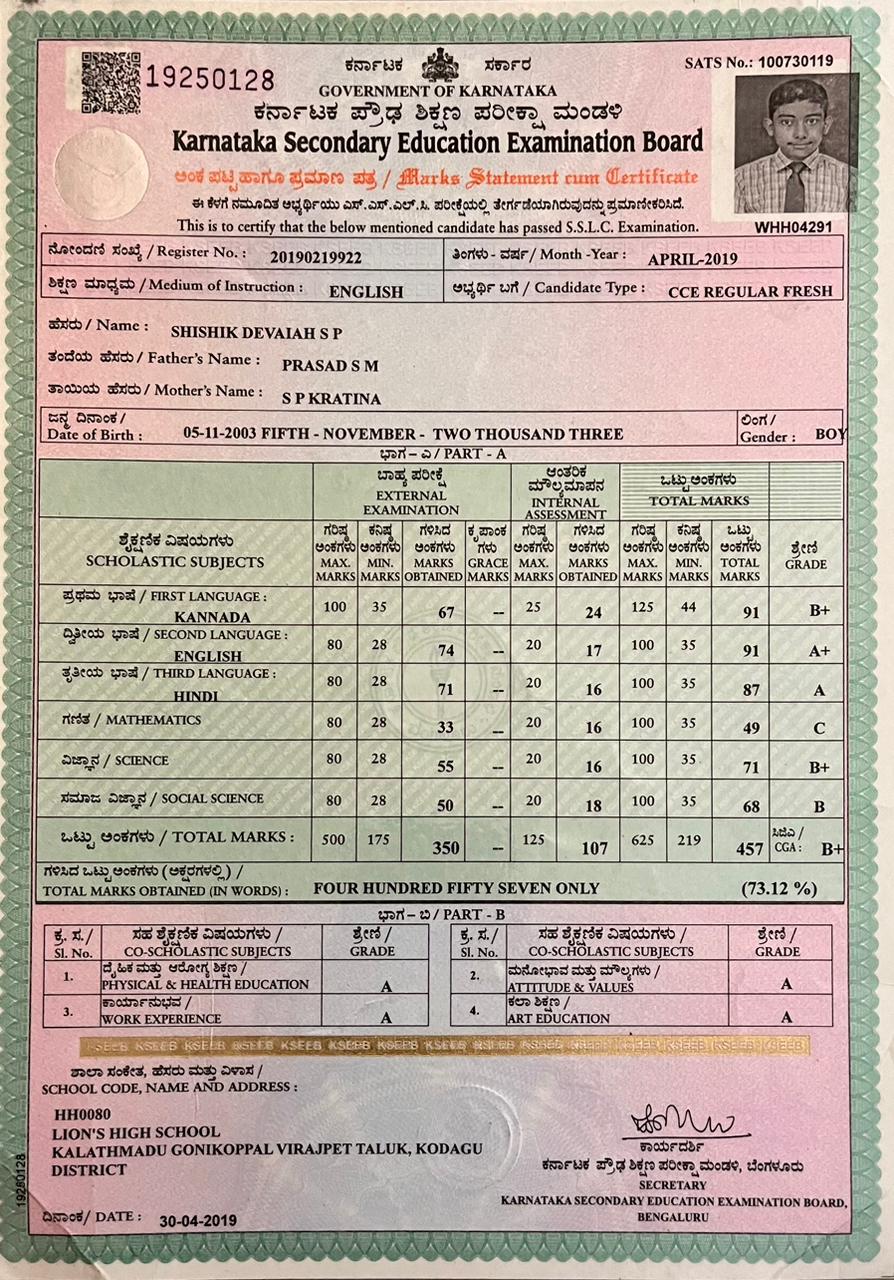 19250128
ಕರ್ನಾಟಕ ಸರ್ಕಾರ
SATS No.: 100730119
GOVERNMENT OF KARNATAKA
ಕರ್ನಾಟಕ ಪ್ರೌಢ ಶಿಕ್ಷಣ ಪರೀಕ್ಷಾ ಮಂಡಳಿ
Karnataka Secondary Education Examination Board
ಅಂಕ ಪಟ್ಟಿ ಹಾಗೂ ಪ್ರಮಾಣ ಪತ್ರ / Marks Statement cum Certificate
ಈ ಕೆಳಗೆ ನಮೂದಿತ ಅಭ್ಯರ್ಥಿಯು ಎಸ್.ಎಸ್.ಎಲ್.ಸಿ. ಪರೀಕ್ಷೆಯಲ್ಲಿ ತೇರ್ಗಡೆಯಾಗಿರುವುದನ್ನು ಪ್ರಮಾಣೀಕರಿಸಿದೆ.
This is to certify that the below mentioned candidate has passed S.S.L.C. Examination.
WHH04291
ನೋಂದಣಿ ಸಂಖ್ಯೆ / Register No. : 20190219922 ತಿಂಗಳು - ವರ್ಷ / Month -Year : APRIL-2019
ಶಿಕ್ಷಣ ಮಾಧ್ಯಮ / Medium of Instruction : ENGLISH ಅಭ್ಯರ್ಥಿ ಬಗೆ / Candidate Type : CCE REGULAR FRESH
ಹೆಸರು / Name : SHISHIK DEVAIAH S P
ತಂದೆಯ ಹೆಸರು / Father's Name : PRASAD S M
ತಾಯಿಯ ಹೆಸರು / Mother's Name : S P KRATINA
ಜನ್ಮ ದಿನಾಂಕ / ಲಿಂಗ /
Date of Birth : 05-11-2003 FIFTH - NOVEMBER - TWO THOUSAND THREE Gender : BOY
ಭಾಗ – ಎ / PART - A
ಬಾಹ್ಯ ಪರೀಕ್ಷೆ ಆಂತರಿಕ ಮೌಲ್ಯಮಾಪನ ಒಟ್ಟು ಅಂಕಗಳು
EXTERNAL EXAMINATION INTERNAL ASSESSMENT TOTAL MARKS
ಶೈಕ್ಷಣಿಕ ವಿಷಯಗಳು ಗರಿಷ್ಠ ಅಂಕಗಳು ಕನಿಷ್ಠ ಅಂಕಗಳು ಗಳಿಸಿದ ಅಂಕಗಳು ಕೃಪಾಂಕಗಳು ಗರಿಷ್ಠ ಅಂಕಗಳು ಗಳಿಸಿದ ಅಂಕಗಳು ಗರಿಷ್ಠ ಅಂಕಗಳು ಕನಿಷ್ಠ ಅಂಕಗಳು ಒಟ್ಟು ಅಂಕಗಳು ಶ್ರೇಣಿ
SCHOLASTIC SUBJECTS MAX. MARKS MIN. MARKS MARKS OBTAINED GRACE MARKS MAX. MARKS MARKS OBTAINED MAX. MARKS MIN. MARKS TOTAL MARKS GRADE
ಪ್ರಥಮ ಭಾಷೆ / FIRST LANGUAGE :
KANNADA 100 35 67 -- 25 24 125 44 91 B+
ದ್ವಿತೀಯ ಭಾಷೆ / SECOND LANGUAGE :
ENGLISH 80 28 74 -- 20 17 100 35 91 A+
ತೃತೀಯ ಭಾಷೆ / THIRD LANGUAGE :
HINDI 80 28 71 -- 20 16 100 35 87 A
ಗಣಿತ / MATHEMATICS 80 28 33 -- 20 16 100 35 49 C
ವಿಜ್ಞಾನ / SCIENCE 80 28 55 -- 20 16 100 35 71 B+
ಸಮಾಜ ವಿಜ್ಞಾನ / SOCIAL SCIENCE 80 28 50 -- 20 18 100 35 68 B
ಒಟ್ಟು ಅಂಕಗಳು / TOTAL MARKS : 500 175 350 -- 125 107 625 219 457 ಸಿಜಿಎ / CGA : B+
ಗಳಿಸಿದ ಒಟ್ಟು ಅಂಕಗಳು (ಅಕ್ಷರಗಳಲ್ಲಿ) /
TOTAL MARKS OBTAINED (IN WORDS) : FOUR HUNDRED FIFTY SEVEN ONLY (73.12 %)
ಭಾಗ – ಬಿ / PART - B
ಕ್ರ. ಸ./ ಸಹ ಶೈಕ್ಷಣಿಕ ವಿಷಯಗಳು / ಶ್ರೇಣಿ / ಕ್ರ. ಸ./ ಸಹ ಶೈಕ್ಷಣಿಕ ವಿಷಯಗಳು / ಶ್ರೇಣಿ /
Sl. No. CO-SCHOLASTIC SUBJECTS GRADE Sl. No. CO-SCHOLASTIC SUBJECTS GRADE
1. ದೈಹಿಕ ಮತ್ತು ಆರೋಗ್ಯ ಶಿಕ್ಷಣ / 2. ಮನೋಭಾವ ಮತ್ತು ಮೌಲ್ಯಗಳು /
PHYSICAL & HEALTH EDUCATION A ATTITUDE & VALUES A
3. ಕಾರ್ಯಾನುಭವ / 4. ಕಲಾ ಶಿಕ್ಷಣ /
WORK EXPERIENCE A ART EDUCATION A
KSEEB KSEEB KSEEB KSEEB KSEEB KSEEB KSEEB KSEEB KSEEB KSEEB KSEEB KSEEB KSEEB KSEEB KSEEB
ಶಾಲಾ ಸಂಕೇತ, ಹೆಸರು ಮತ್ತು ವಿಳಾಸ /
SCHOOL CODE, NAME AND ADDRESS :
HH0080
LION'S HIGH SCHOOL
KALATHMADU GONIKOPPAL VIRAJPET TALUK, KODAGU
DISTRICT
ಕಾರ್ಯದರ್ಶಿ
ಕರ್ನಾಟಕ ಪ್ರೌಢ ಶಿಕ್ಷಣ ಪರೀಕ್ಷಾ ಮಂಡಳಿ, ಬೆಂಗಳೂರು
SECRETARY
KARNATAKA SECONDARY EDUCATION EXAMINATION BOARD,
BENGALURU
ದಿನಾಂಕ/ DATE : 30-04-2019
19250128